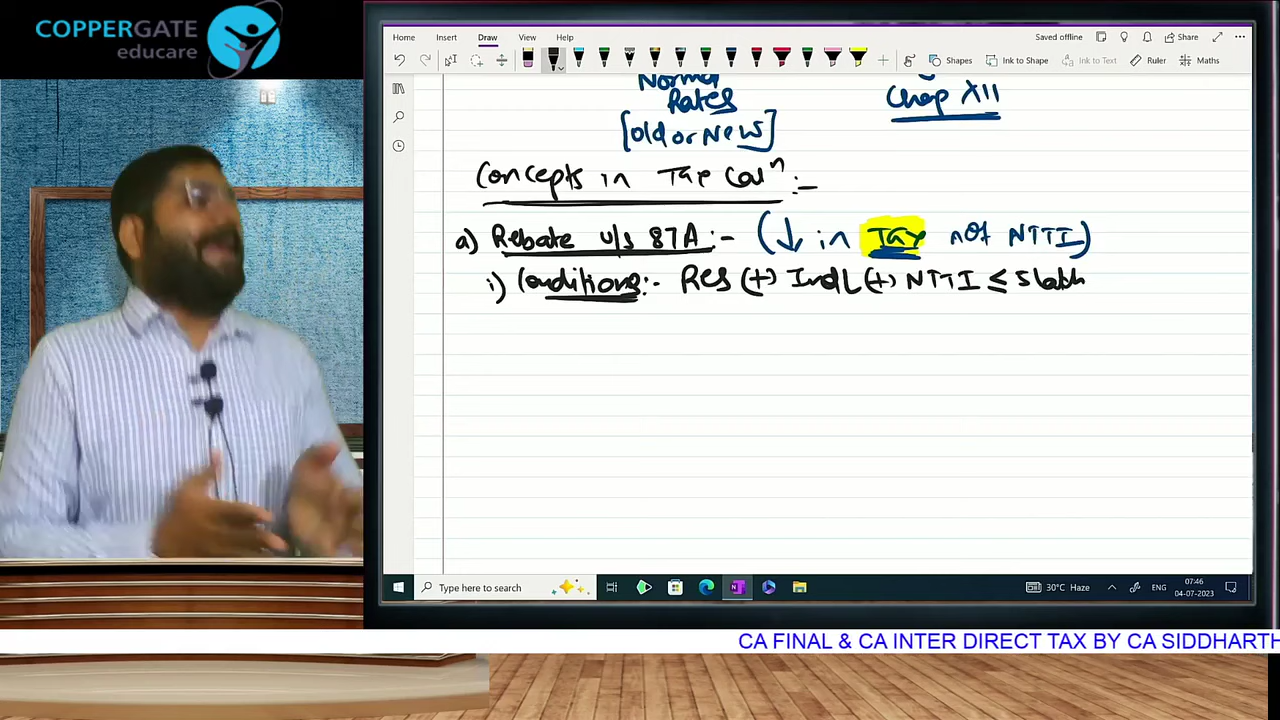 COPPERGATE
educare
Home Insert Draw View Help
Saved offline
Share
Shapes
Ink to Shape
Ink to Text
Ruler
Maths
Normal
Rates
[old or New]
Chap XII
Concepts in Tax Calⁿ :-
a) Rebate u/s 87A :- (↓ in Tax not NTTI)
i) Conditions :- Res (+) Indl (+) NTTI ≤ 5 lakh
Type here to search
30°C Haze
ENG
07:46
04-07-2023
CA FINAL & CA INTER DIRECT TAX BY CA SIDDHARTH